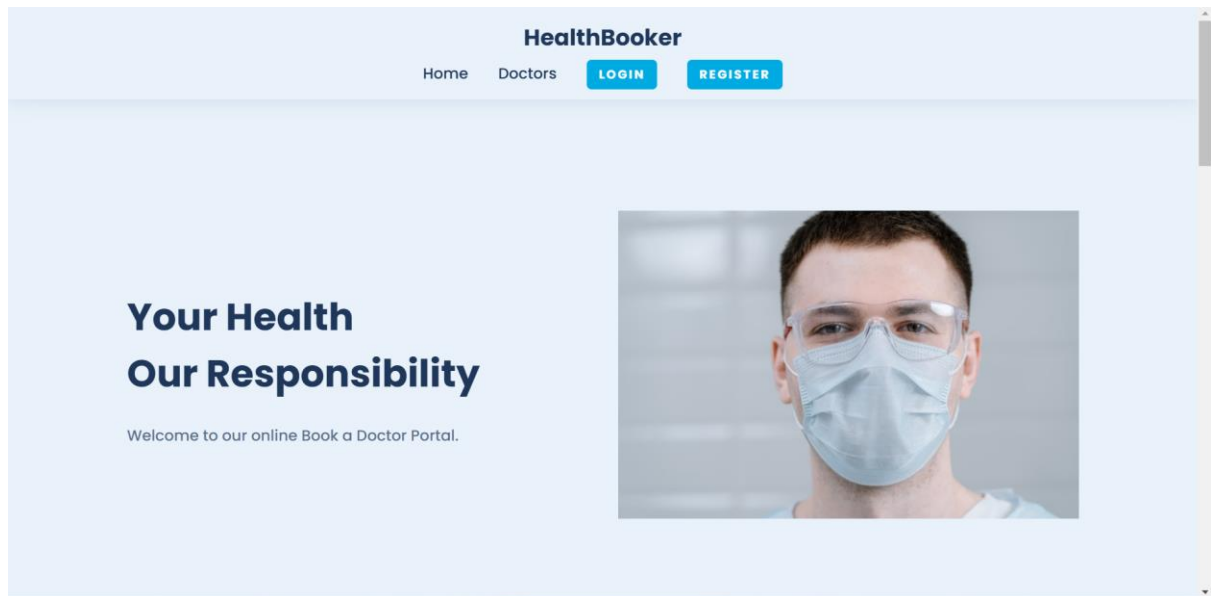 HealthBooker
Home Doctors LOGIN REGISTER
Your Health
Our Responsibility
Welcome to our online Book a Doctor Portal.